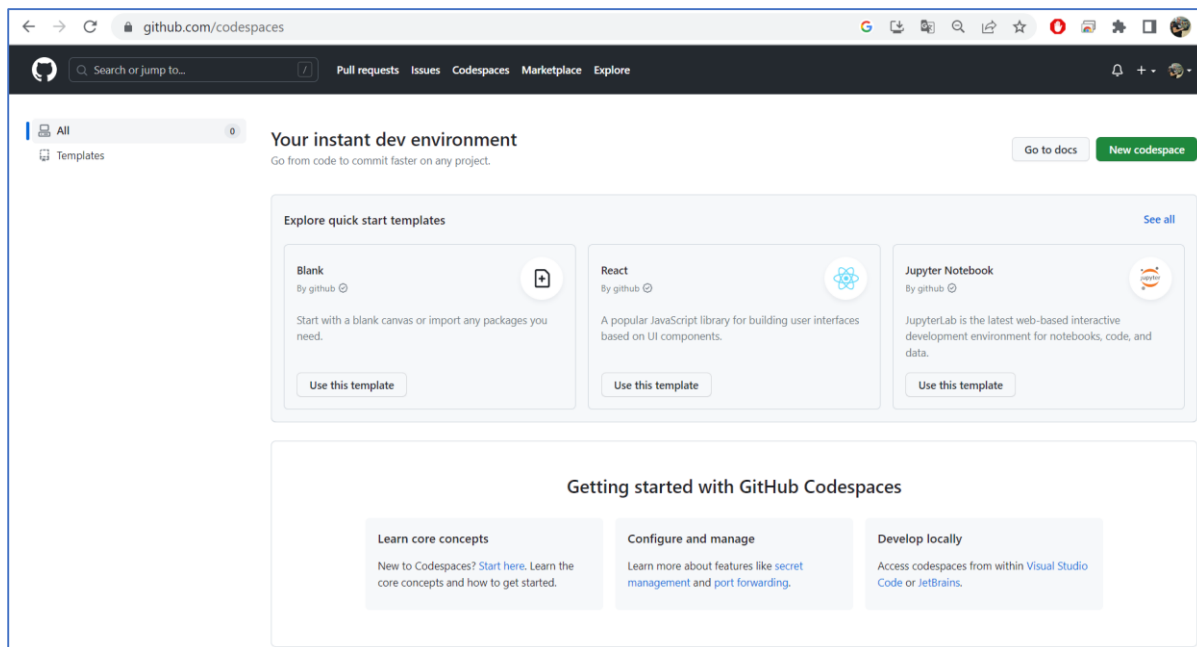 github.com/codespaces
Search or jump to... /
Pull requests Issues Codespaces Marketplace Explore
All 0
Templates
Your instant dev environment
Go from code to commit faster on any project.
Go to docs
New codespace
Explore quick start templates
See all
Blank
By github
Start with a blank canvas or import any packages you
need.
Use this template
React
By github
A popular JavaScript library for building user interfaces
based on UI components.
Use this template
Jupyter Notebook
By github
jupyter
JupyterLab is the latest web-based interactive
development environment for notebooks, code, and
data.
Use this template
Getting started with GitHub Codespaces
Learn core concepts
New to Codespaces? Start here. Learn the
core concepts and how to get started.
Configure and manage
Learn more about features like secret
management and port forwarding.
Develop locally
Access codespaces from within Visual Studio
Code or JetBrains.